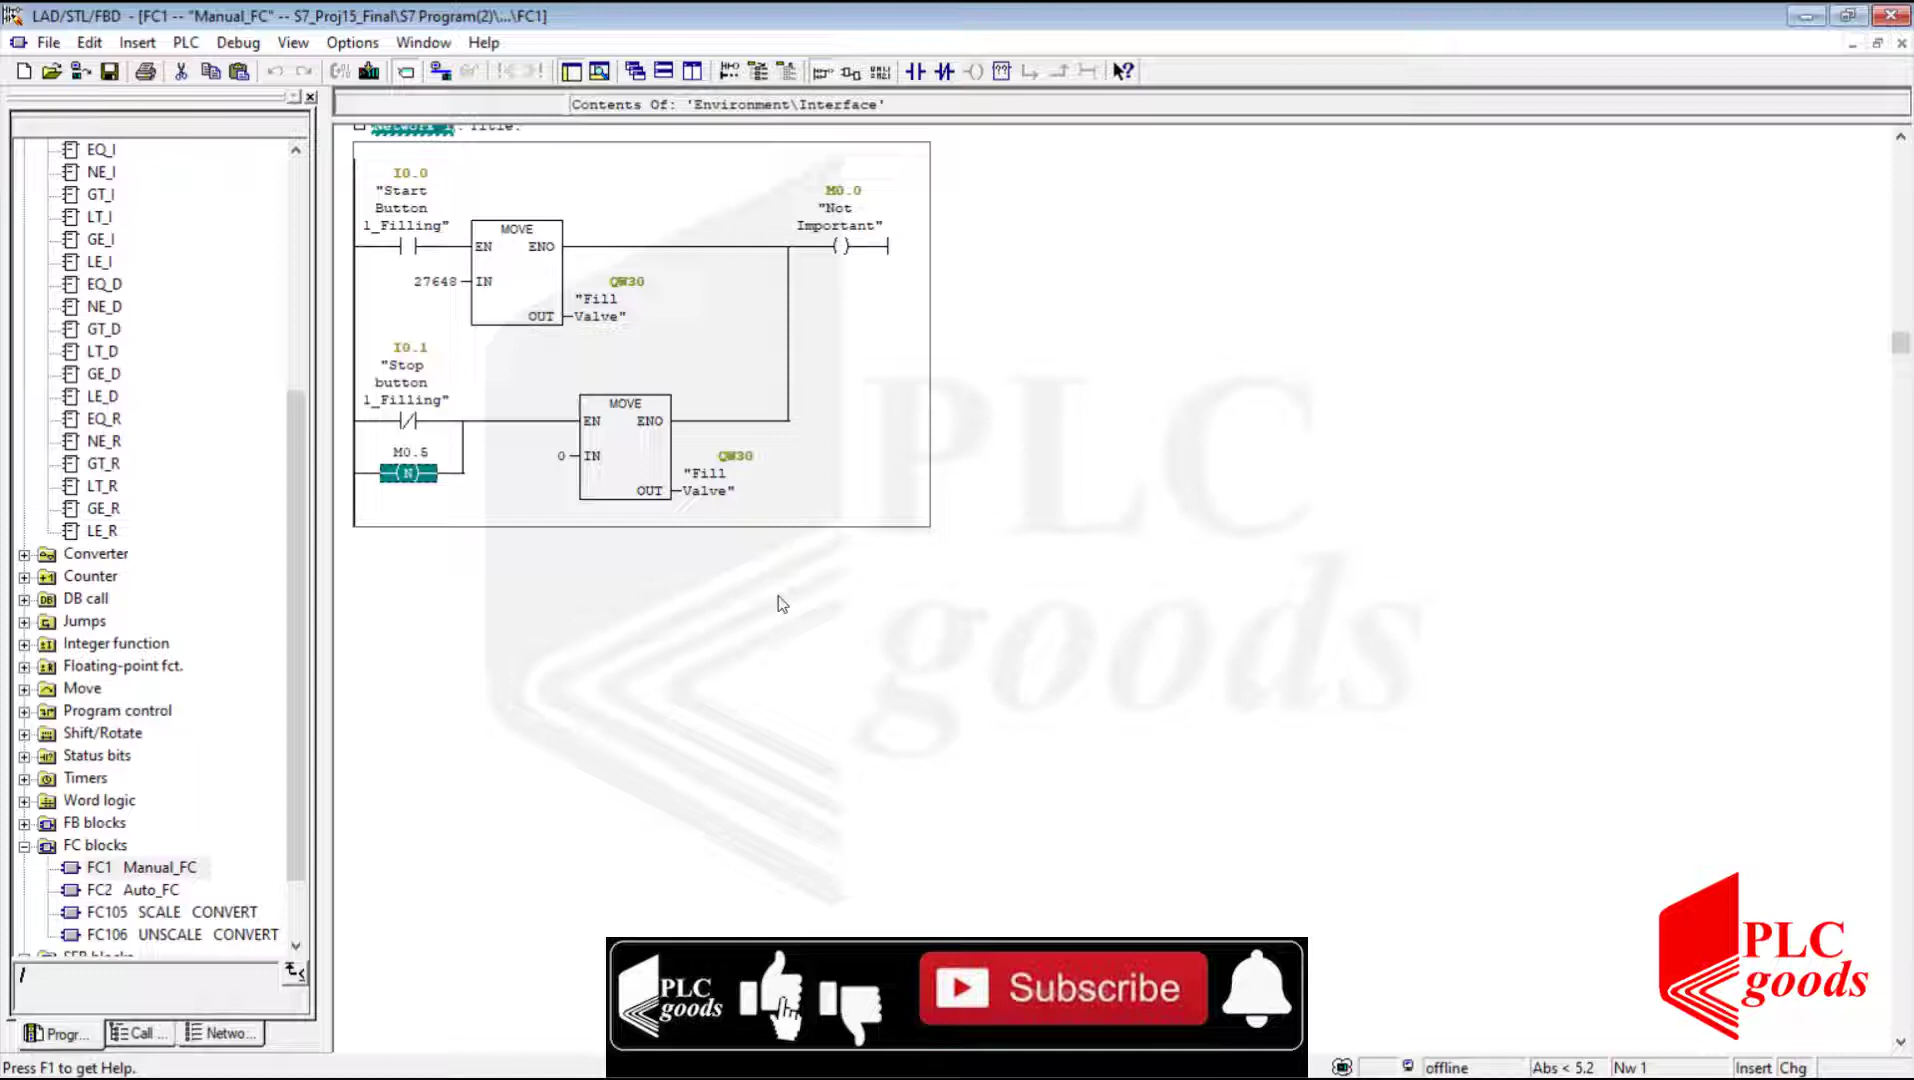 LAD/STL/FBD - [FC1 -- "Manual_FC" -- S7_Proj15_Final\S7 Program(2)\...\FC1]
File Edit Insert PLC Debug View Options Window Help
Contents Of: 'Environment\Interface'
EQ_I
NE_I
GT_I
LT_I
GE_I
LE_I
EQ_D
NE_D
GT_D
LT_D
GE_D
LE_D
EQ_R
NE_R
GT_R
LT_R
GE_R
LE_R
Converter
Counter
DB call
Jumps
Integer function
Floating-point fct.
Move
Program control
Shift/Rotate
Status bits
Timers
Word logic
FB blocks
FC blocks
FC1 Manual_FC
FC2 Auto_FC
FC105 SCALE CONVERT
FC106 UNSCALE CONVERT
Progr...
Call ...
Netwo...
Press F1 to get Help.
I0.0
"Start
Button
1_Filling"
MOVE
EN ENO
27648 IN
OUT
QW30
"Fill
Valve"
M0.0
"Not
Important"
I0.1
"Stop
button
1_Filling"
M0.5
N
MOVE
EN ENO
0 IN
OUT
QW30
"Fill
Valve"
PLC
goods
PLC
goods
Subscribe
PLC
goods
offline
Abs < 5.2
Nw 1
Insert
Chg